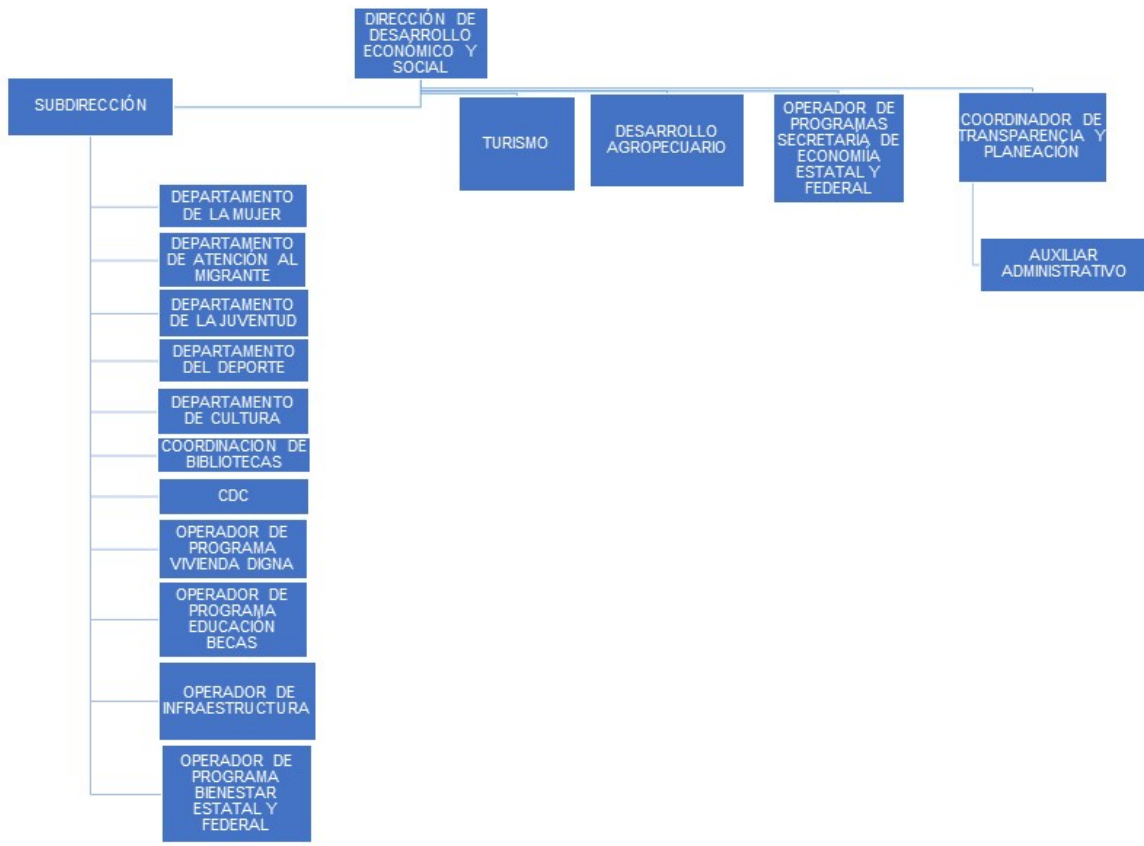 DIRECCIÓN DE
DESARROLLO
ECONÓMICO Y
SOCIAL
SUBDIRECCIÓN
TURISMO
DESARROLLO
AGROPECUARIO
OPERADOR DE
PROGRAMAS
SECRETARÍA DE
ECONOMÍIA
ESTATAL Y
FEDERAL
COORDINADOR DE
TRANSPARENCIA Y
PLANEACIÓN
AUXILIAR
ADMINISTRATIVO
DEPARTAMENTO
DE LA MUJER
DEPARTAMENTO
DE ATENCIÓN AL
MIGRANTE
DEPARTAMENTO
DE LA JUVENTUD
DEPARTAMENTO
DEL DEPORTE
DEPARTAMENTO
DE CULTURA
COORDINACIÓN DE
BIBLIOTECAS
CDC
OPERADOR DE
PROGRAMA
VIVIENDA DIGNA
OPERADOR DE
PROGRAMA
EDUCACIÓN
BECAS
OPERADOR DE
INFRAESTRUCTURA
OPERADOR DE
PROGRAMA
BIENESTAR
ESTATAL Y
FEDERAL